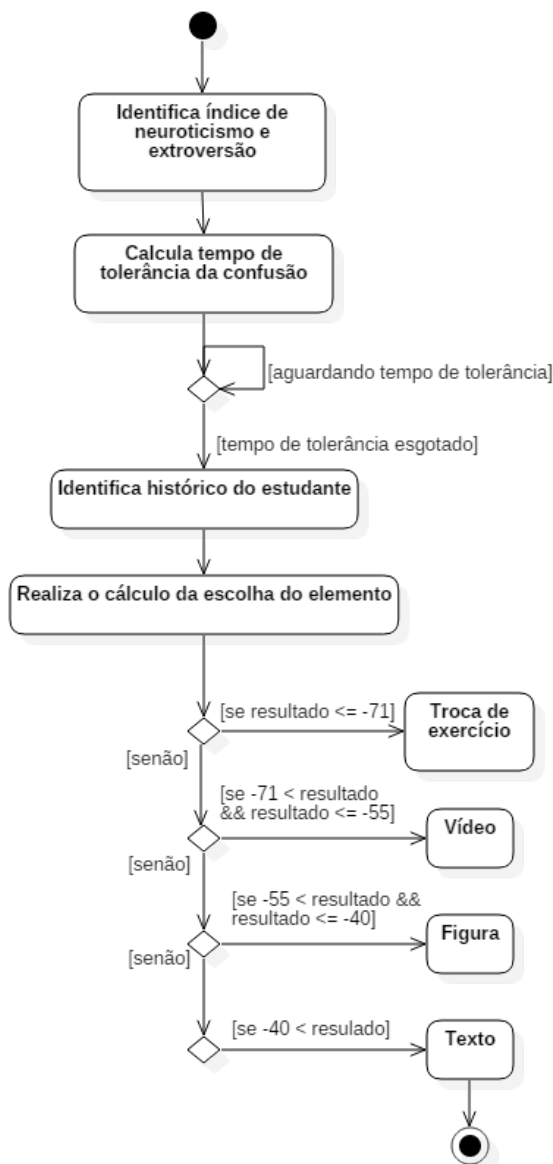 Identifica índice de
neuroticismo e
extroversão
Calcula tempo de
tolerância da confusão
[aguardando tempo de tolerância]
[tempo de tolerância esgotado]
Identifica histórico do estudante
Realiza o cálculo da escolha do elemento
[se resultado <= -71]
Troca de
exercício
[senão]
[se -71 < resultado
&& resultado <= -55]
Vídeo
[senão]
[se -55 < resultado &&
resultado <= -40]
Figura
[senão]
[se -40 < resulado]
Texto